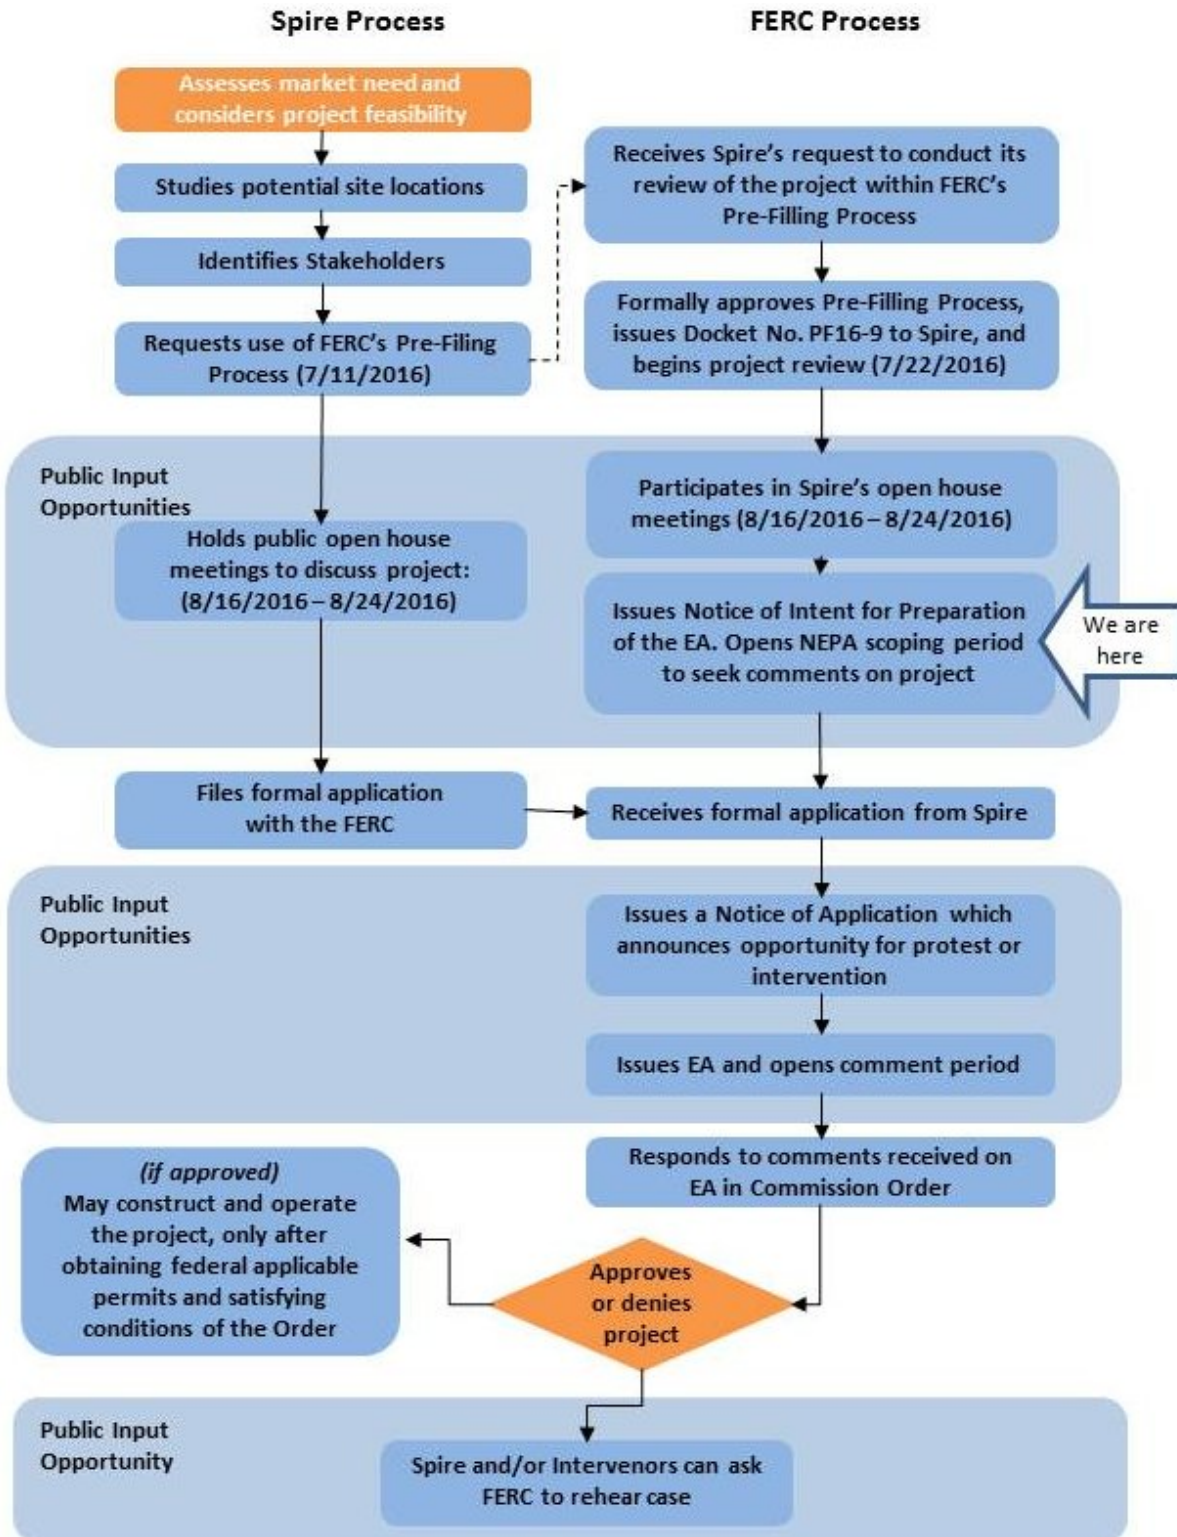 Spire Process
FERC Process
Assesses market need and
considers project feasibility
Studies potential site locations
Identifies Stakeholders
Requests use of FERC's Pre-Filing
Process (7/11/2016)
Receives Spire's request to conduct its
review of the project within FERC's
Pre-Filling Process
Formally approves Pre-Filling Process,
issues Docket No. PF16-9 to Spire, and
begins project review (7/22/2016)
Public Input
Opportunities
Holds public open house
meetings to discuss project:
(8/16/2016 – 8/24/2016)
Participates in Spire's open house
meetings (8/16/2016 – 8/24/2016)
Issues Notice of Intent for Preparation
of the EA. Opens NEPA scoping period
to seek comments on project
We are
here
Files formal application
with the FERC
Receives formal application from Spire
Public Input
Opportunities
Issues a Notice of Application which
announces opportunity for protest or
intervention
Issues EA and opens comment period
Responds to comments received on
EA in Commission Order
(if approved)
May construct and operate
the project, only after
obtaining federal applicable
permits and satisfying
conditions of the Order
Approves
or denies
project
Public Input
Opportunity
Spire and/or Intervenors can ask
FERC to rehear case